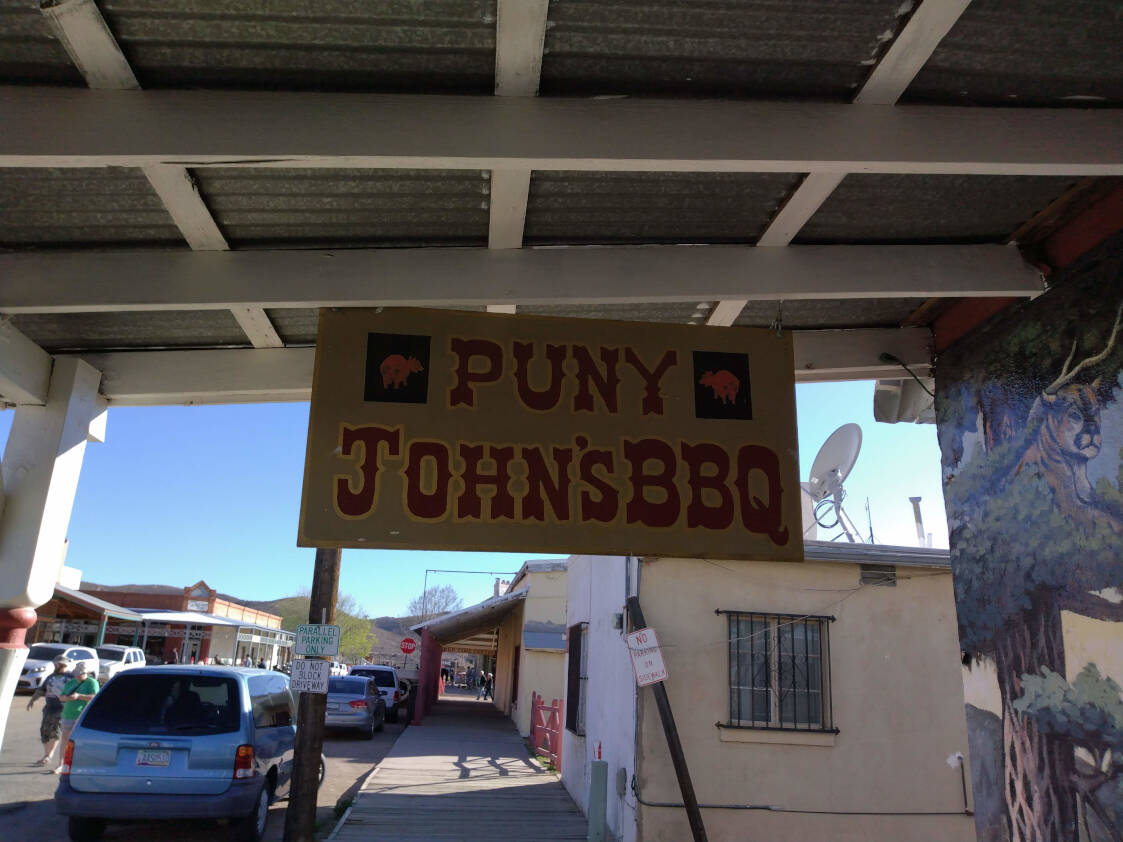 PUNY
JOHN'S BBQ
PARALLEL
PARKING
ONLY
DO NOT
BLOCK
DRIVEWAY
STOP
NO
PARKING
ON
SIDEWALK